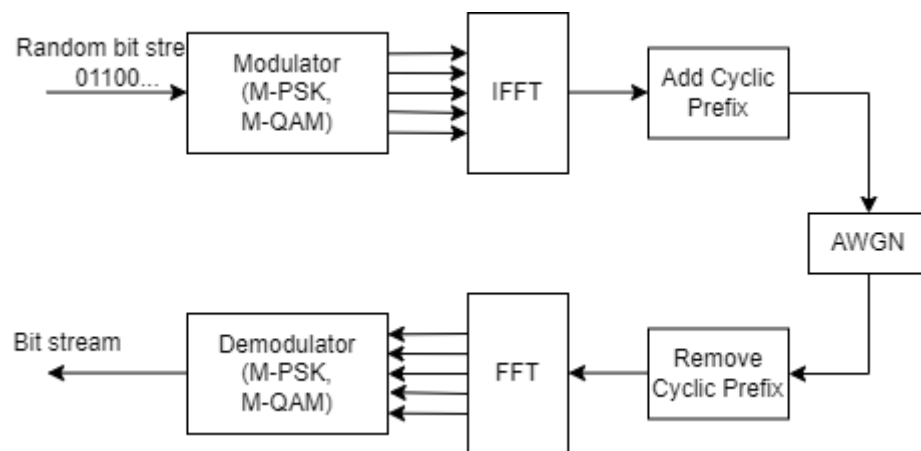 Random bit stre
01100...
Modulator
(M-PSK,
M-QAM)
IFFT
Add Cyclic
Prefix
AWGN
Bit stream
Demodulator
(M-PSK,
M-QAM)
FFT
Remove
Cyclic Prefix